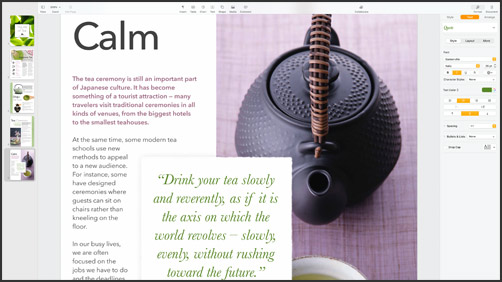 Calm
The tea ceremony is still an important part
of Japanese culture. It has become
something of a tourist attraction — many
travelers visit traditional ceremonies in all
kinds of venues, from the biggest hotels
to the smallest teahouses.
At the same time, some modern tea
schools use new
methods to appeal
to a new audience.
For instance, some
have designed
ceremonies where
guests can sit on
chairs rather than
kneeling on the
floor.
In our busy lives,
we are often
focused on the
jobs we have to do
and the deadlines
“Drink your tea slowly
and reverently, as if it is
the axis on which the
world revolves — slowly,
evenly, without rushing
toward the future.”
Style
Layout
More
Spacing